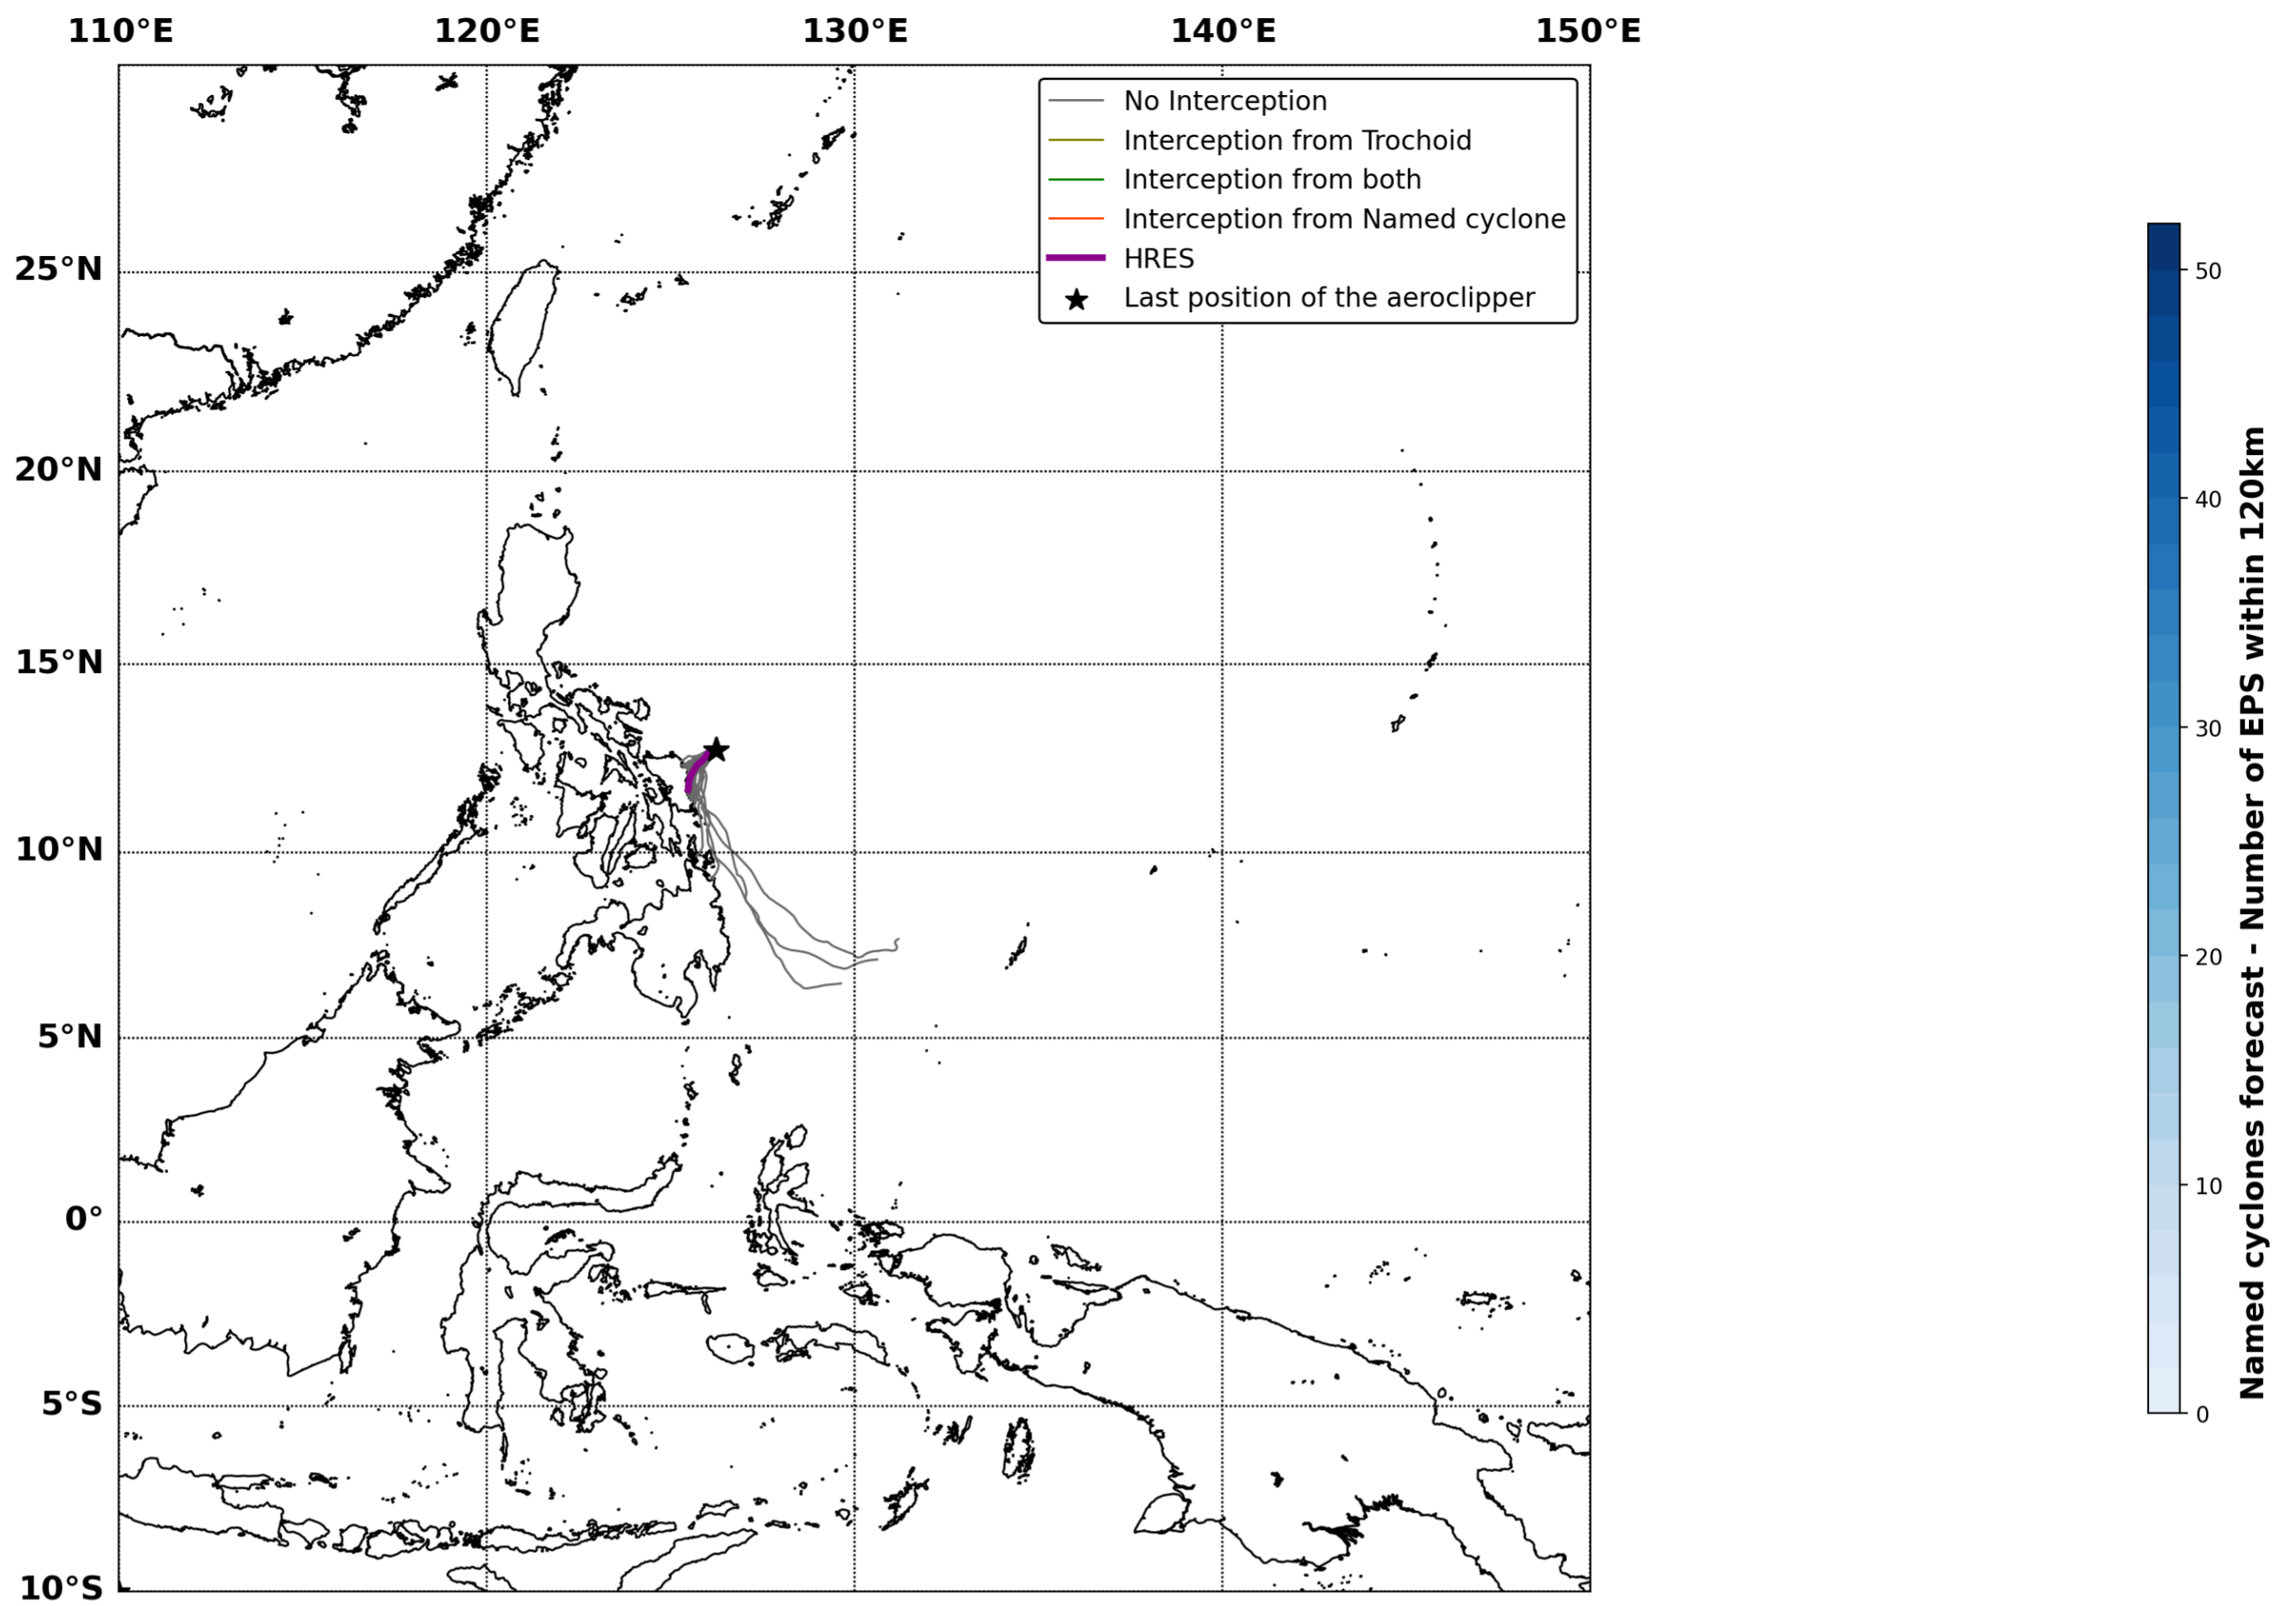 110°E 120°E 130°E 140°E 150°E
No Interception
Interception from Trochoid
Interception from both
Interception from Named cyclone
HRES
Last position of the aeroclipper
25°N
20°N
15°N
10°N
5°N
0°
5°S
10°S
50
40
30
20
10
0
Named cyclones forecast - Number of EPS within 120km